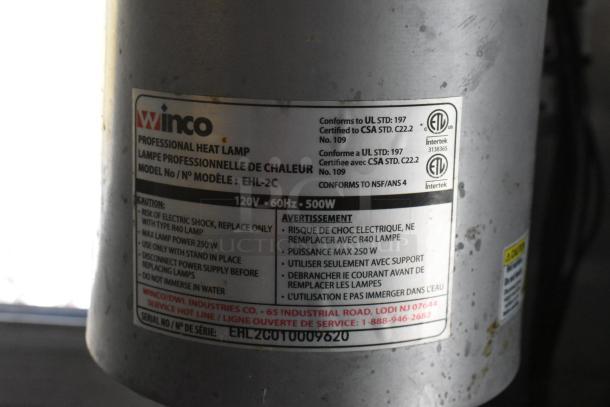 Winco
PROFESSIONAL HEAT LAMP
LAMPE PROFESSIONNELLE DE CHALEUR
MODEL No / N° MODÈLE : EHL-2C
Conforms to UL STD: 197
Certified to CSA STD. C22.2
No. 109
Conforme a UL STD: 197
Certifiee avec CSA STD. C22.2
No. 109
CONFORMS TO NSF/ANS 4
ETL
Intertek
3138365
ETL
Intertek
120V • 60Hz • 500W
CAUTION:
• RISK OF ELECTRIC SHOCK, REPLACE ONLY
WITH TYPE R40 LAMP
• MAX LAMP POWER 250 W
• USE ONLY WITH STAND IN PLACE
• DISCONNECT POWER SUPPLY BEFORE
REPLACING LAMPS
• DO NOT IMMERSE IN WATER
AVERTISSEMENT
• RISQUE DE CHOC ELECTRIQUE, NE
REMPLACER AVEC R40 LAMPE
• PUISSANCE MAX 250 W
• UTILISER SEULEMENT AVEC SUPPORT
• DEBRANCHER IE COURANT AVANT DE
REMPLACER LES LAMPES
• L'UTILISATION E PAS IMMERGER DANS L'EAU
WINCO/DWL INDUSTRIES CO. • 65 INDUSTRIAL ROAD, LODI NJ 07644
SERVICE HOT LINE / LIGNE OUVERTE DE SERVICE: 1-888-946-2682
SERIAL NO / N° DE SÉRIE: EHL2C010009620